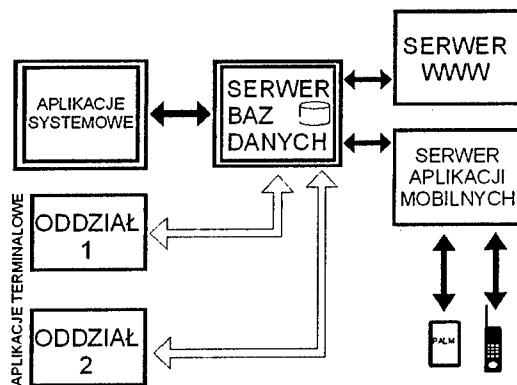 APLIKACJE
SYSTEMOWE
SERWER
BAZ
DANYCH
SERWER
WWW
SERWER
APLIKACJI
MOBILNYCH
APLIKACJE TERMINALOWE
ODDZIAŁ
1
ODDZIAŁ
2
PALM